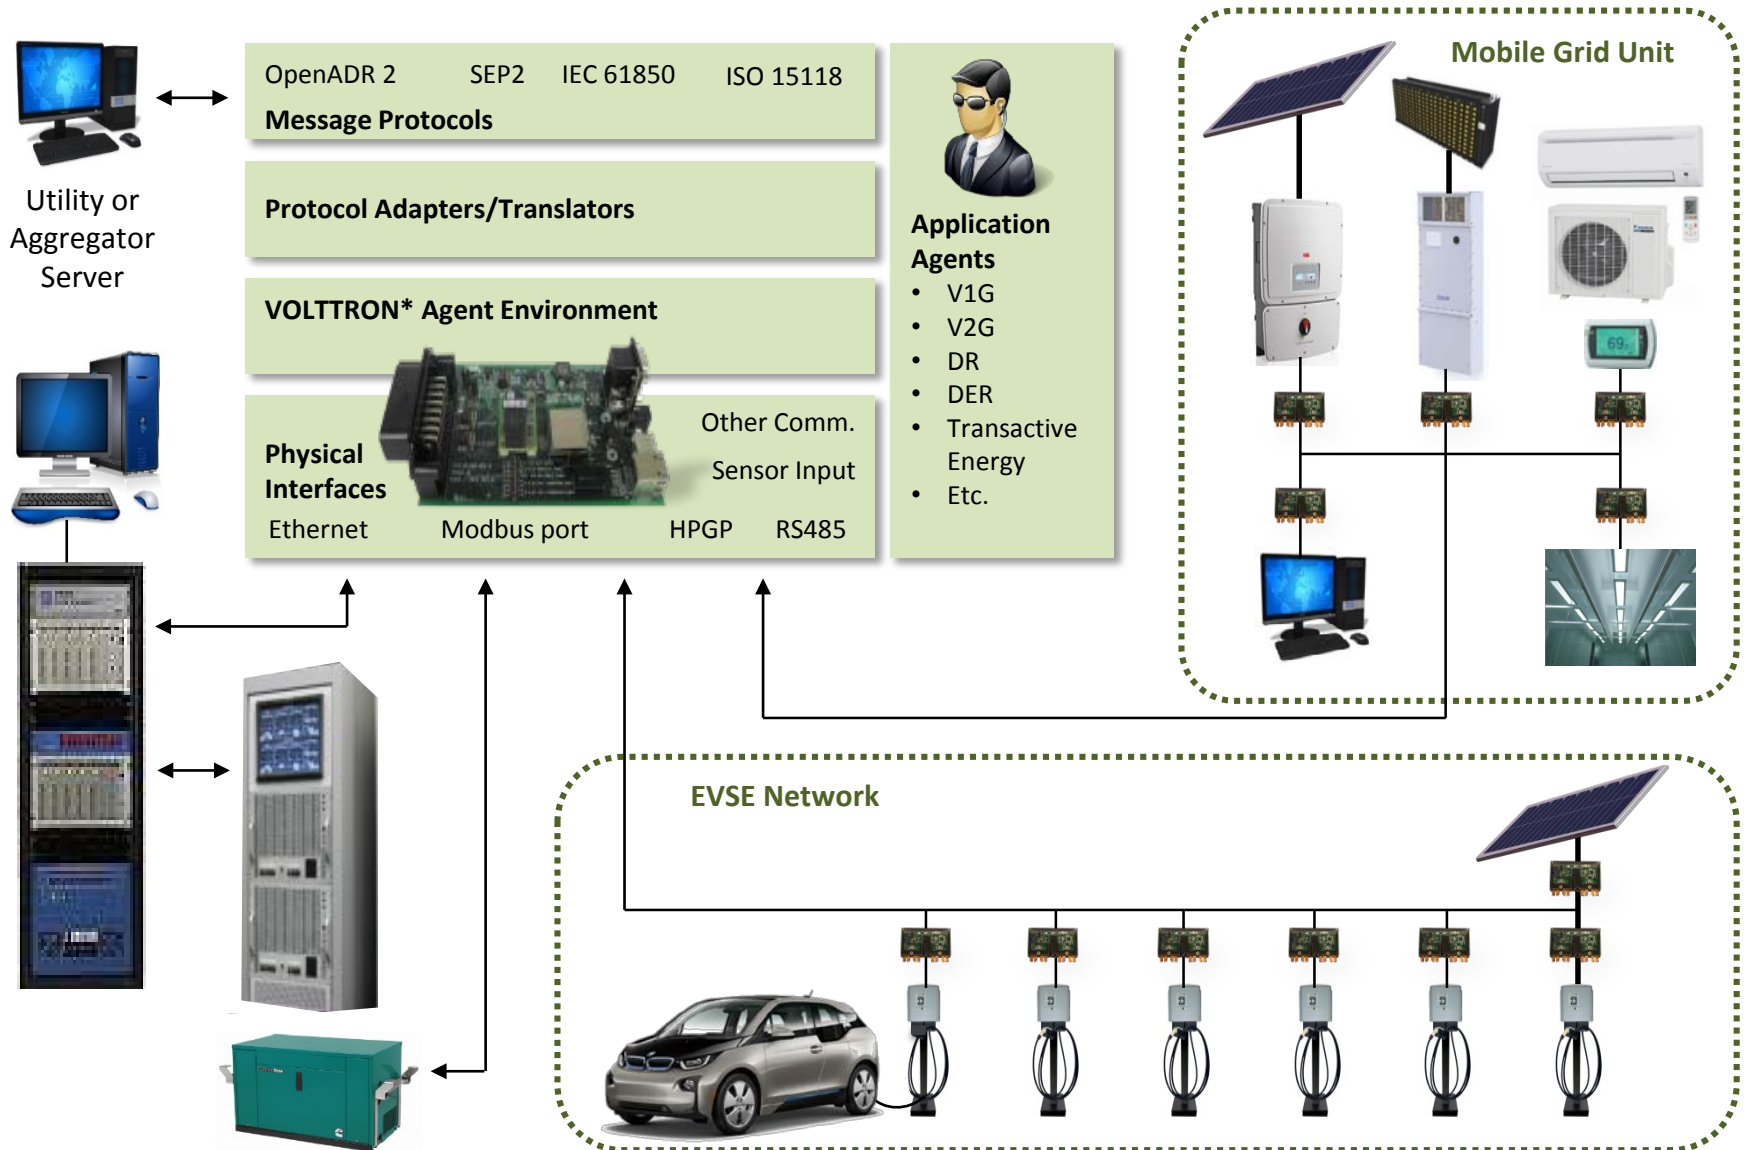 Mobile Grid Unit
OpenADR 2 SEP2 IEC 61850 ISO 15118
Message Protocols
Utility or
Aggregator
Server
Protocol Adapters/Translators
Application
Agents
• V1G
• V2G
• DR
• DER
• Transactive
Energy
• Etc.
VOLTTRON* Agent Environment
Other Comm.
Physical
Interfaces
Sensor Input
Ethernet Modbus port HPGP RS485
69
EVSE Network